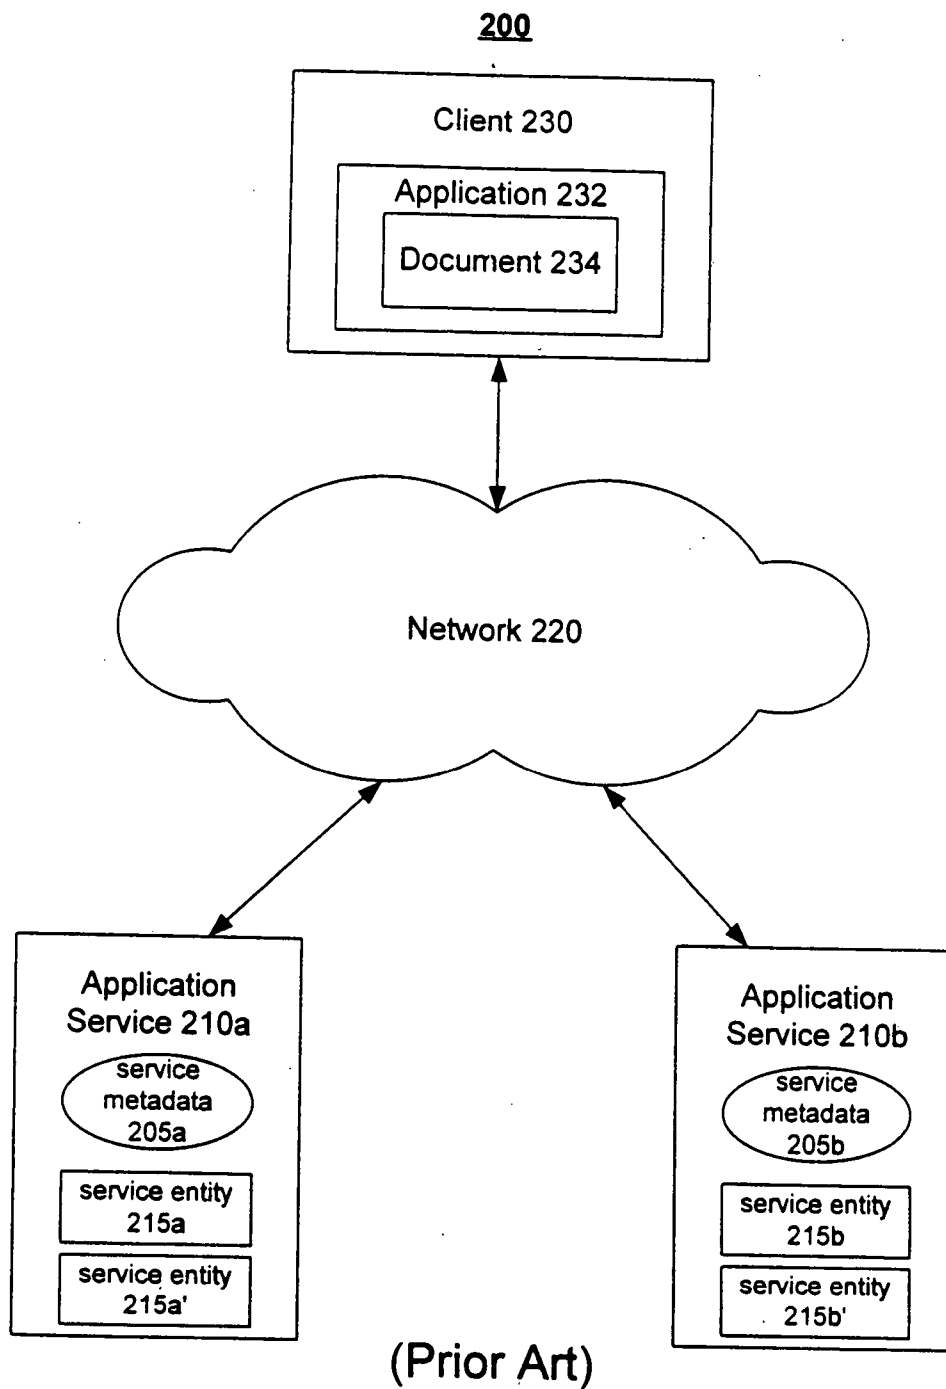 200
Client 230
Application 232
Document 234
Network 220
Application
Service 210a
service
metadata
205a
service entity
215a
service entity
215a'
Application
Service 210b
service
metadata
205b
service entity
215b
service entity
215b'
(Prior Art)